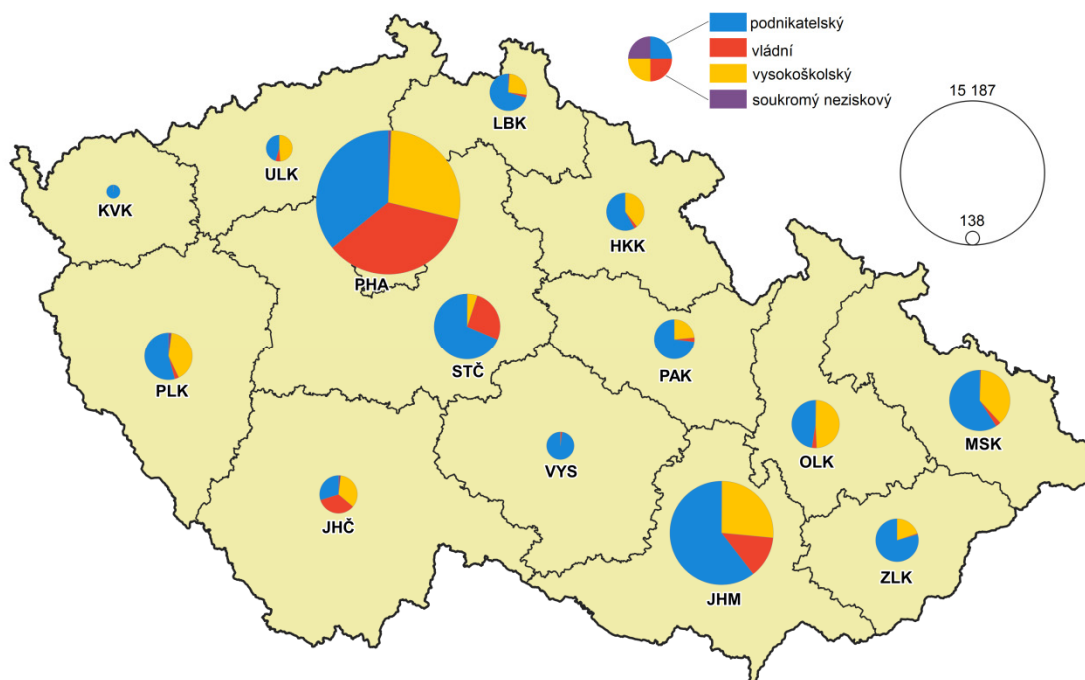 podnikatelský
vládní
vysokoškolský
soukromý neziskový
15 187
138
LBK
ULK
KVK
HKK
PHA
STČ
PAK
PLK
MSK
OLK
VYS
JHČ
ZLK
JHM